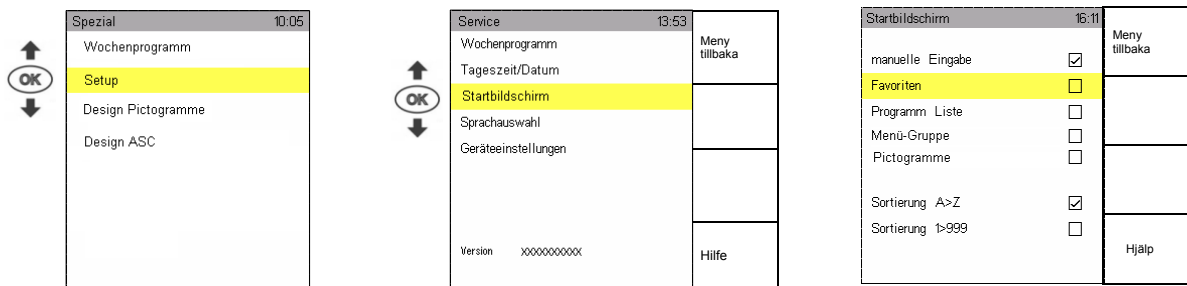 Spezial 10:05
Wochenprogramm
OK
Setup
Design Pictogramme
Design ASC
Service 13:53
Wochenprogramm
Meny
tillbaka
Tageszeit/Datum
OK
Startbildschirm
Sprachauswahl
Geräteeinstellungen
Version XXXXXXXXXX
Hilfe
Startbildschirm 16:11
Meny
tillbaka
manuelle Eingabe
Favoriten
Programm Liste
Menü-Gruppe
Pictogramme
Sortierung A>Z
Sortierung 1>999
Hjälp